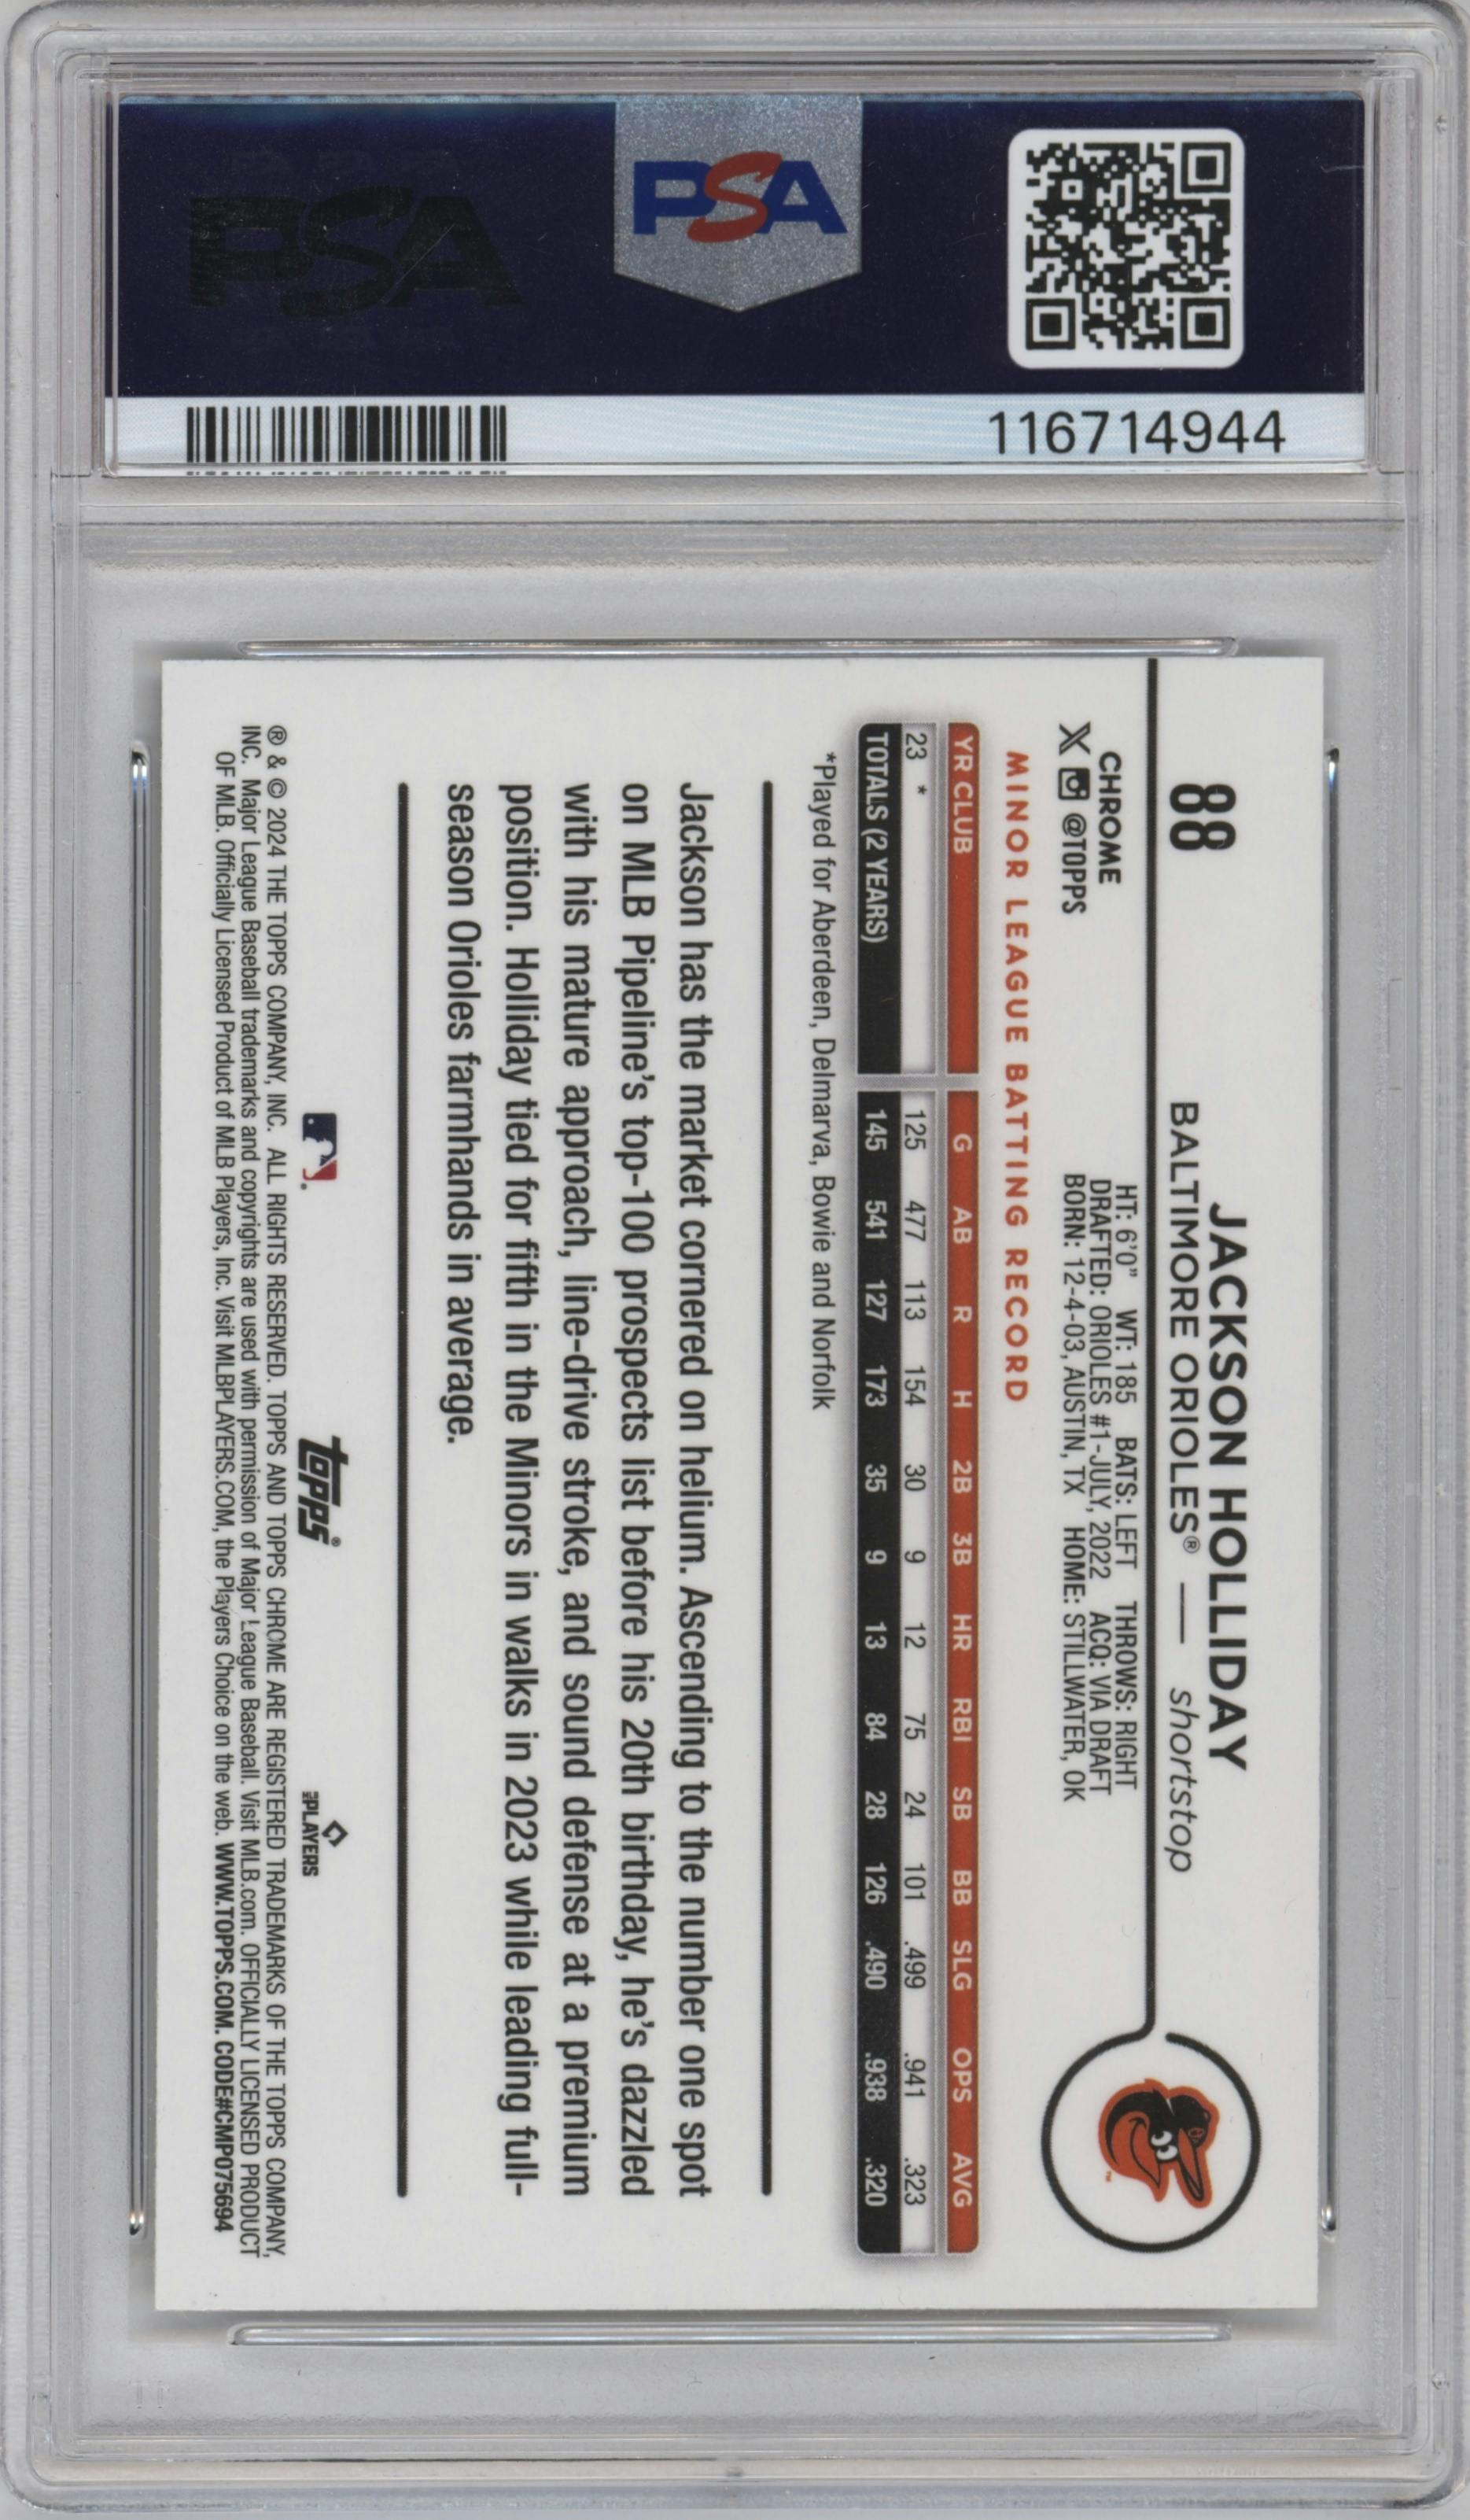 PSA
PSA
116714944
88
JACKSON HOLLIDAY
BALTIMORE ORIOLES® — shortstop
CHROME
@TOPPS
HT: 6'0" WT: 185 BATS: LEFT THROWS: RIGHT
DRAFTED: ORIOLES #1-JULY, 2022 ACQ: VIA DRAFT
BORN: 12-4-03, AUSTIN, TX HOME: STILLWATER, OK
MINOR LEAGUE BATTING RECORD
YR CLUB G AB R H 2B 3B HR RBI SB BB SLG OPS AVG
23 * 125 477 113 154 30 9 12 75 24 101 .499 .941 .323
TOTALS (2 YEARS) 145 541 127 173 35 9 13 84 28 126 .490 .938 .320
*Played for Aberdeen, Delmarva, Bowie and Norfolk
Jackson has the market cornered on helium. Ascending to the number one spot
on MLB Pipeline's top-100 prospects list before his 20th birthday, he's dazzled
with his mature approach, line-drive stroke, and sound defense at a premium
position. Holliday tied for fifth in the Minors in walks in 2023 while leading full-
season Orioles farmhands in average.
topps®
PLAYERS
® & © 2024 THE TOPPS COMPANY, INC. ALL RIGHTS RESERVED. TOPPS AND TOPPS CHROME ARE REGISTERED TRADEMARKS OF THE TOPPS COMPANY,
INC. Major League Baseball trademarks and copyrights are used with permission of Major League Baseball. Visit MLB.com. OFFICIALLY LICENSED PRODUCT
OF MLB. Officially Licensed Product of MLB Players, Inc. Visit MLBPLAYERS.COM, the Players Choice on the web. WWW.TOPPS.COM. CODE#CMP075694